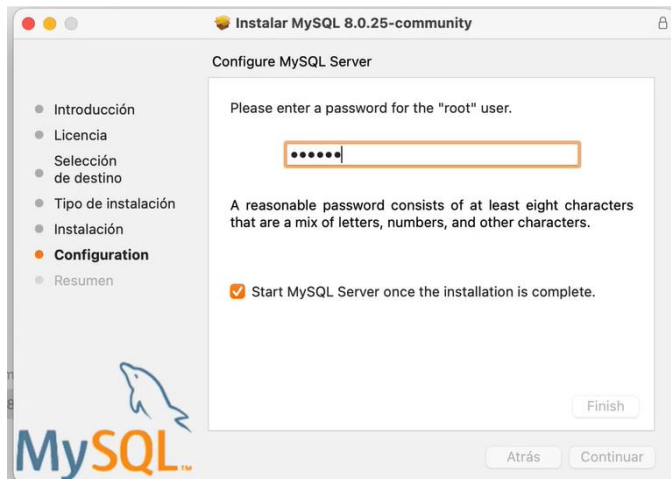 Instalar MySQL 8.0.25-community
Configure MySQL Server
Introducción
Licencia
Selección
de destino
Tipo de instalación
Instalación
Configuration
Resumen
Please enter a password for the "root" user.
••••••
A reasonable password consists of at least eight characters
that are a mix of letters, numbers, and other characters.
Start MySQL Server once the installation is complete.
Finish
MySQL™
Atrás
Continuar